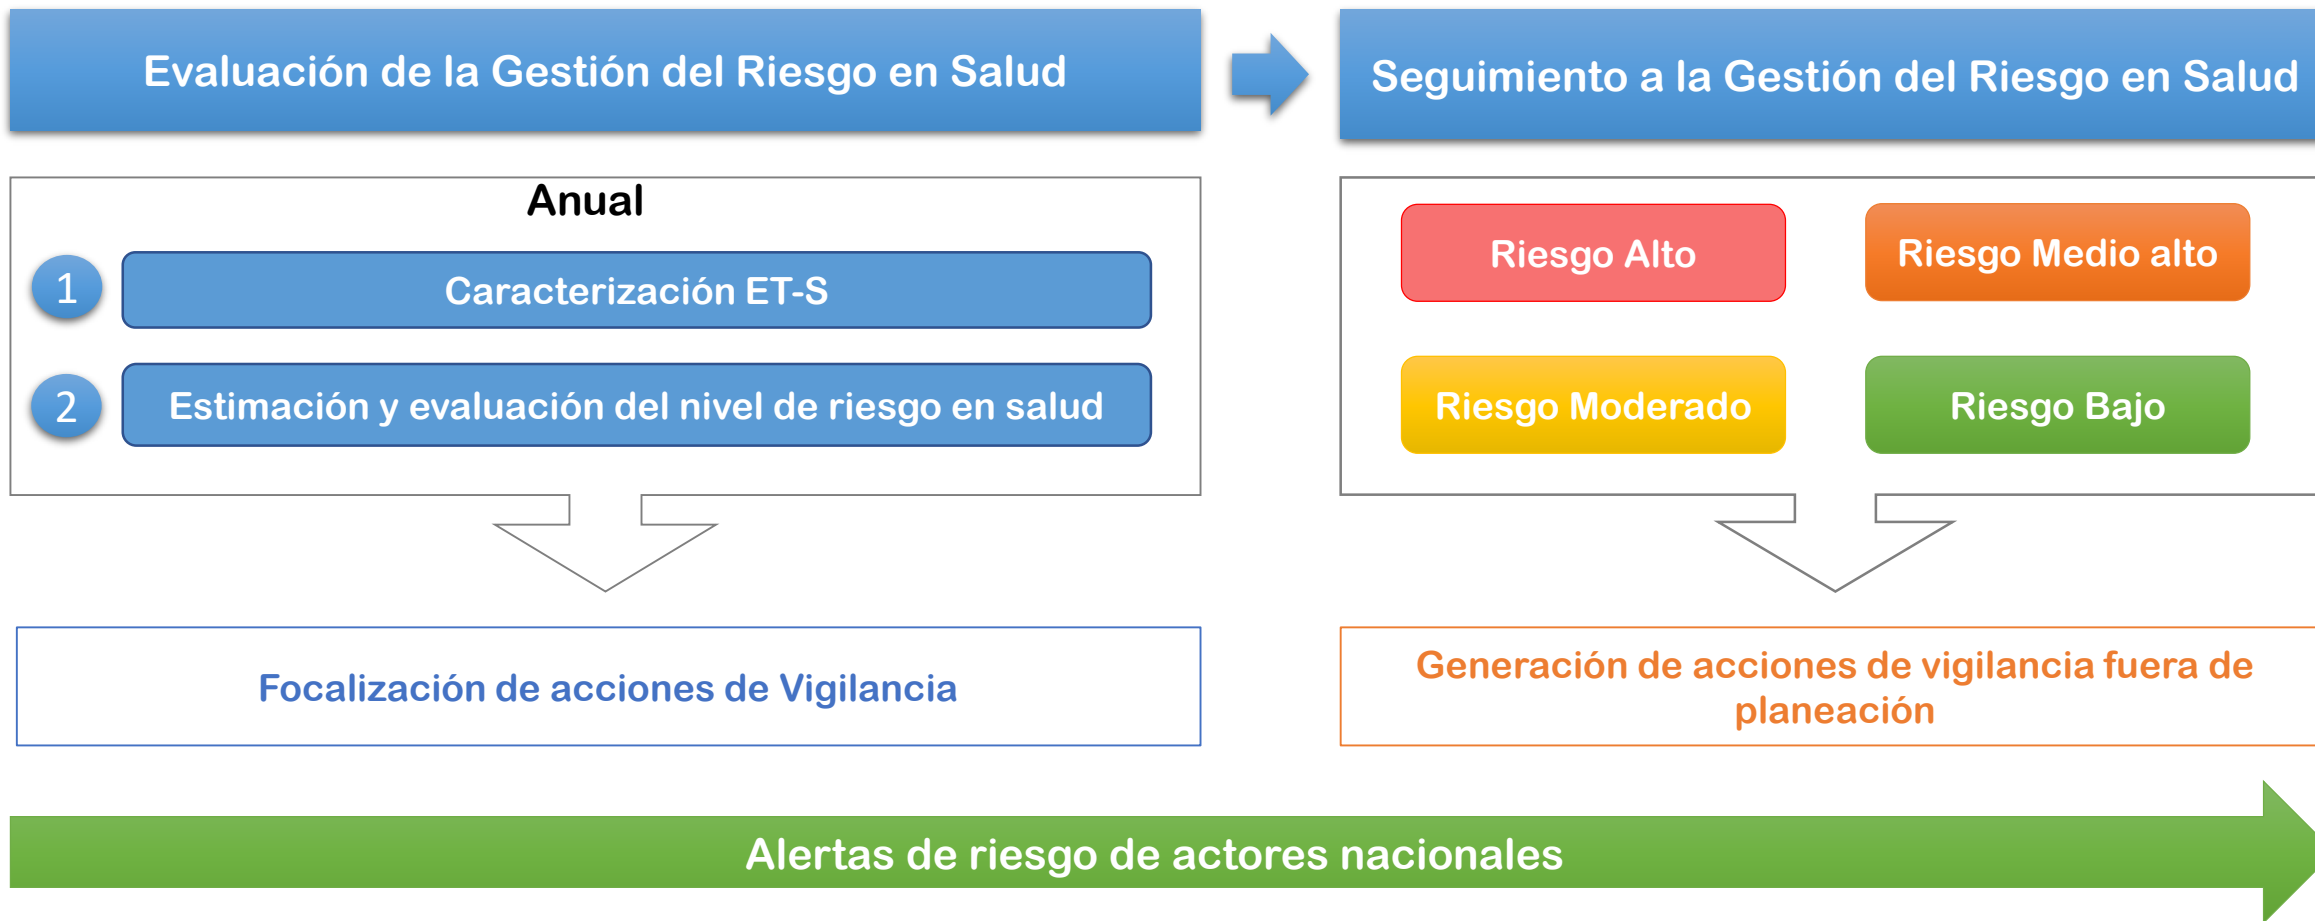 Evaluación de la Gestión del Riesgo en Salud
Seguimiento a la Gestión del Riesgo en Salud
Anual
1
Caracterización ET-S
2
Estimación y evaluación del nivel de riesgo en salud
Riesgo Alto
Riesgo Medio alto
Riesgo Moderado
Riesgo Bajo
Focalización de acciones de Vigilancia
Generación de acciones de vigilancia fuera de
planeación
Alertas de riesgo de actores nacionales